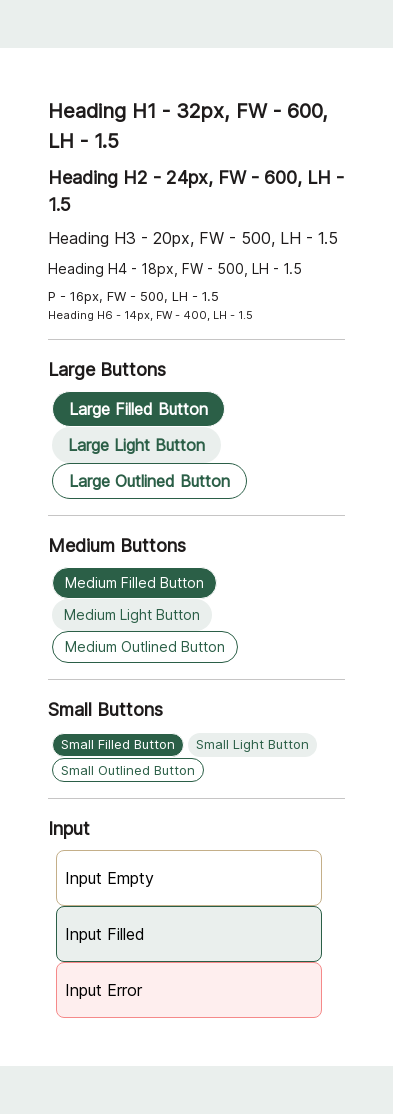 Heading H1 - 32px, FW - 600,
LH - 1.5
Heading H2 - 24px, FW - 600, LH -
1.5
Heading H3 - 20px, FW - 500, LH - 1.5
Heading H4 - 18px, FW - 500, LH - 1.5
P - 16px, FW - 500, LH - 1.5
Heading H6 - 14px, FW - 400, LH - 1.5
Large Buttons
Large Filled Button
Large Light Button
Large Outlined Button
Medium Buttons
Medium Filled Button
Medium Light Button
Medium Outlined Button
Small Buttons
Small Filled Button Small Light Button
Small Outlined Button
Input
Input Empty
Input Filled
Input Error